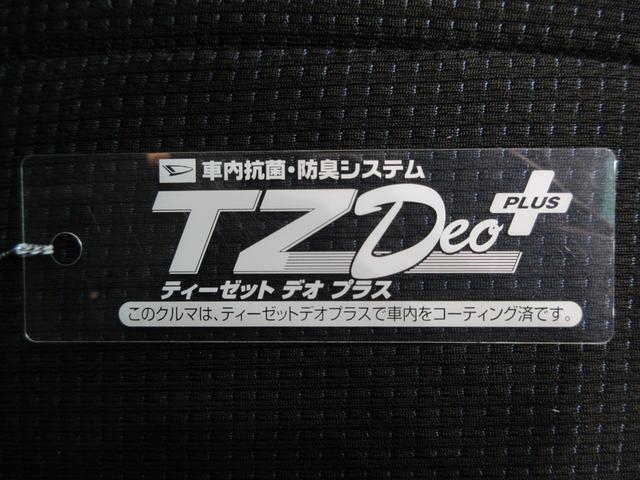 車内抗菌・防臭システム
TZDeo PLUS
ティーゼット デオ プラス
このクルマは、ティーゼットデオプラスで車内をコーティング済です。